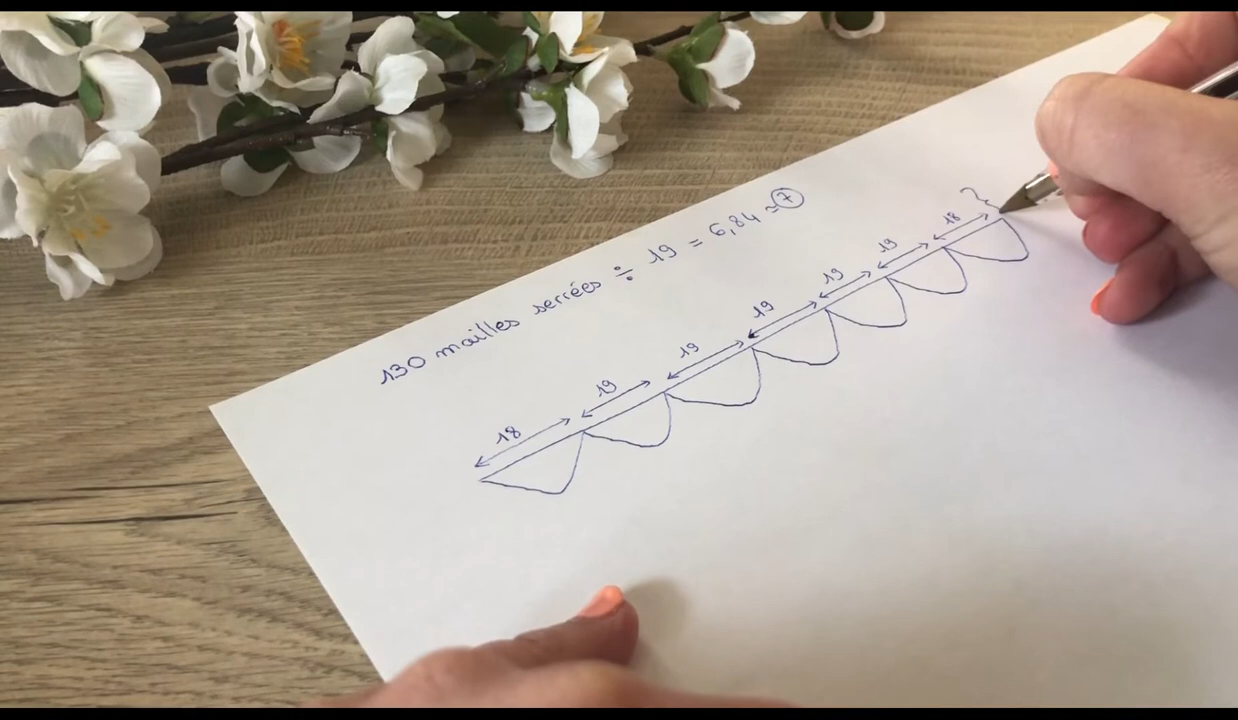 130 mailles serrées ÷ 19 = 6,84 ≈ 7
18 19 19 19 19 19 18